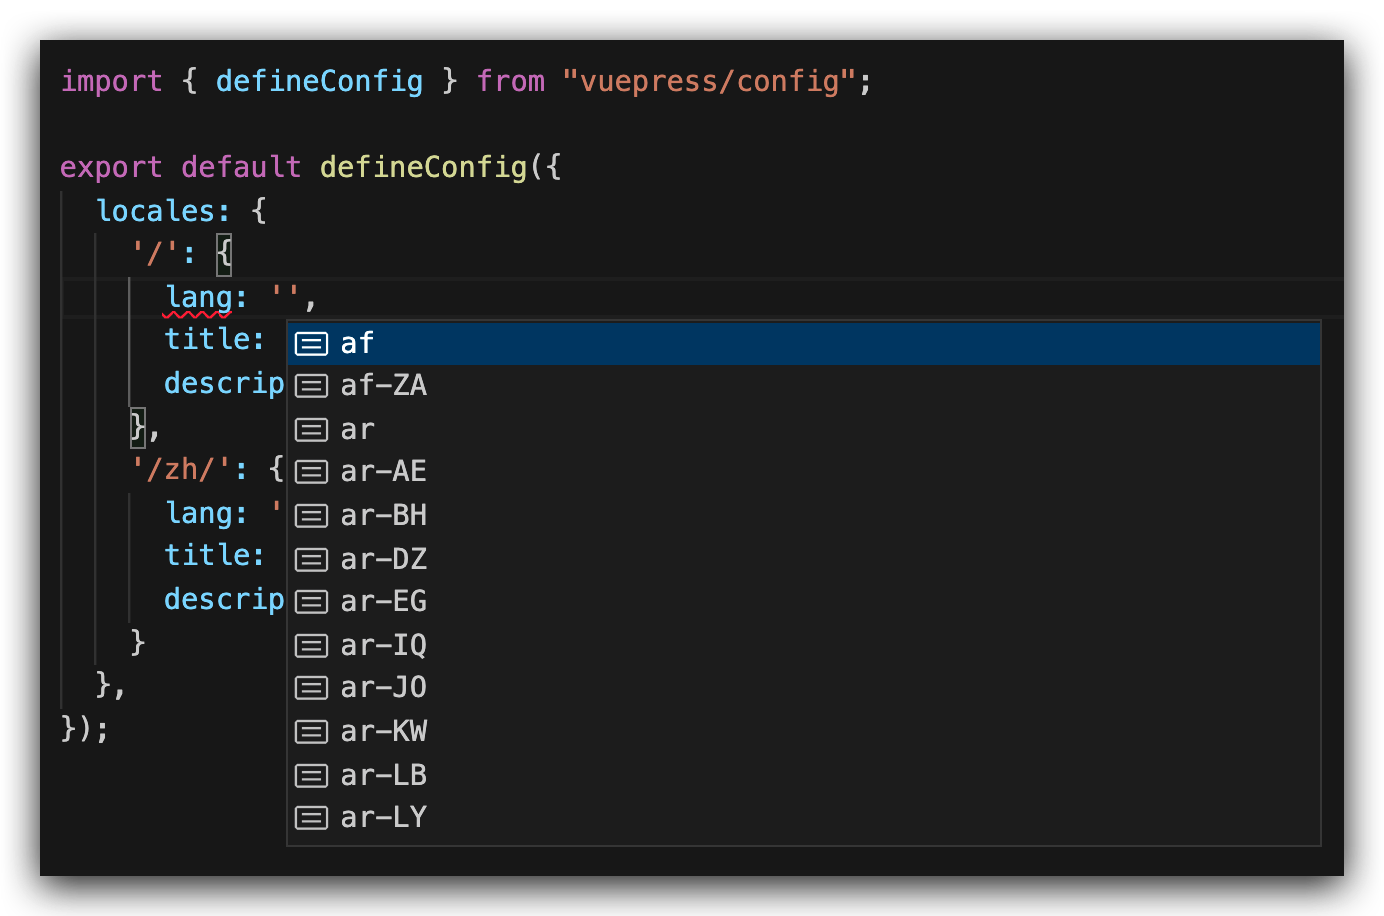 import { defineConfig } from "vuepress/config";
export default defineConfig({
locales: {
'/': {
lang: '',
title:
descrip
},
'/zh/': {
lang: '
title:
descrip
}
},
});
af
af-ZA
ar
ar-AE
ar-BH
ar-DZ
ar-EG
ar-IQ
ar-JO
ar-KW
ar-LB
ar-LY